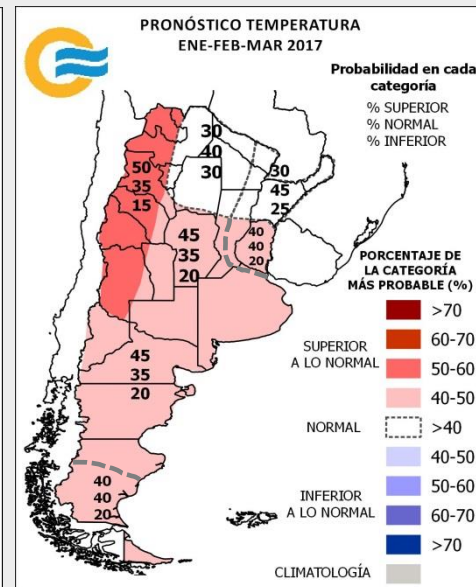 PRONÓSTICO TEMPERATURA
ENE-FEB-MAR 2017
Probabilidad en cada
categoría
% SUPERIOR
% NORMAL
% INFERIOR
30
40
30
50
35
15
30
45
25
45
35
20
40
40
20
45
35
20
40
40
20
PORCENTAJE DE
LA CATEGORÍA
MÁS PROBABLE (%)
SUPERIOR
A LO NORMAL
>70
60-70
50-60
40-50
NORMAL
>40
INFERIOR
A LO NORMAL
40-50
50-60
60-70
>70
CLIMATOLOGÍA